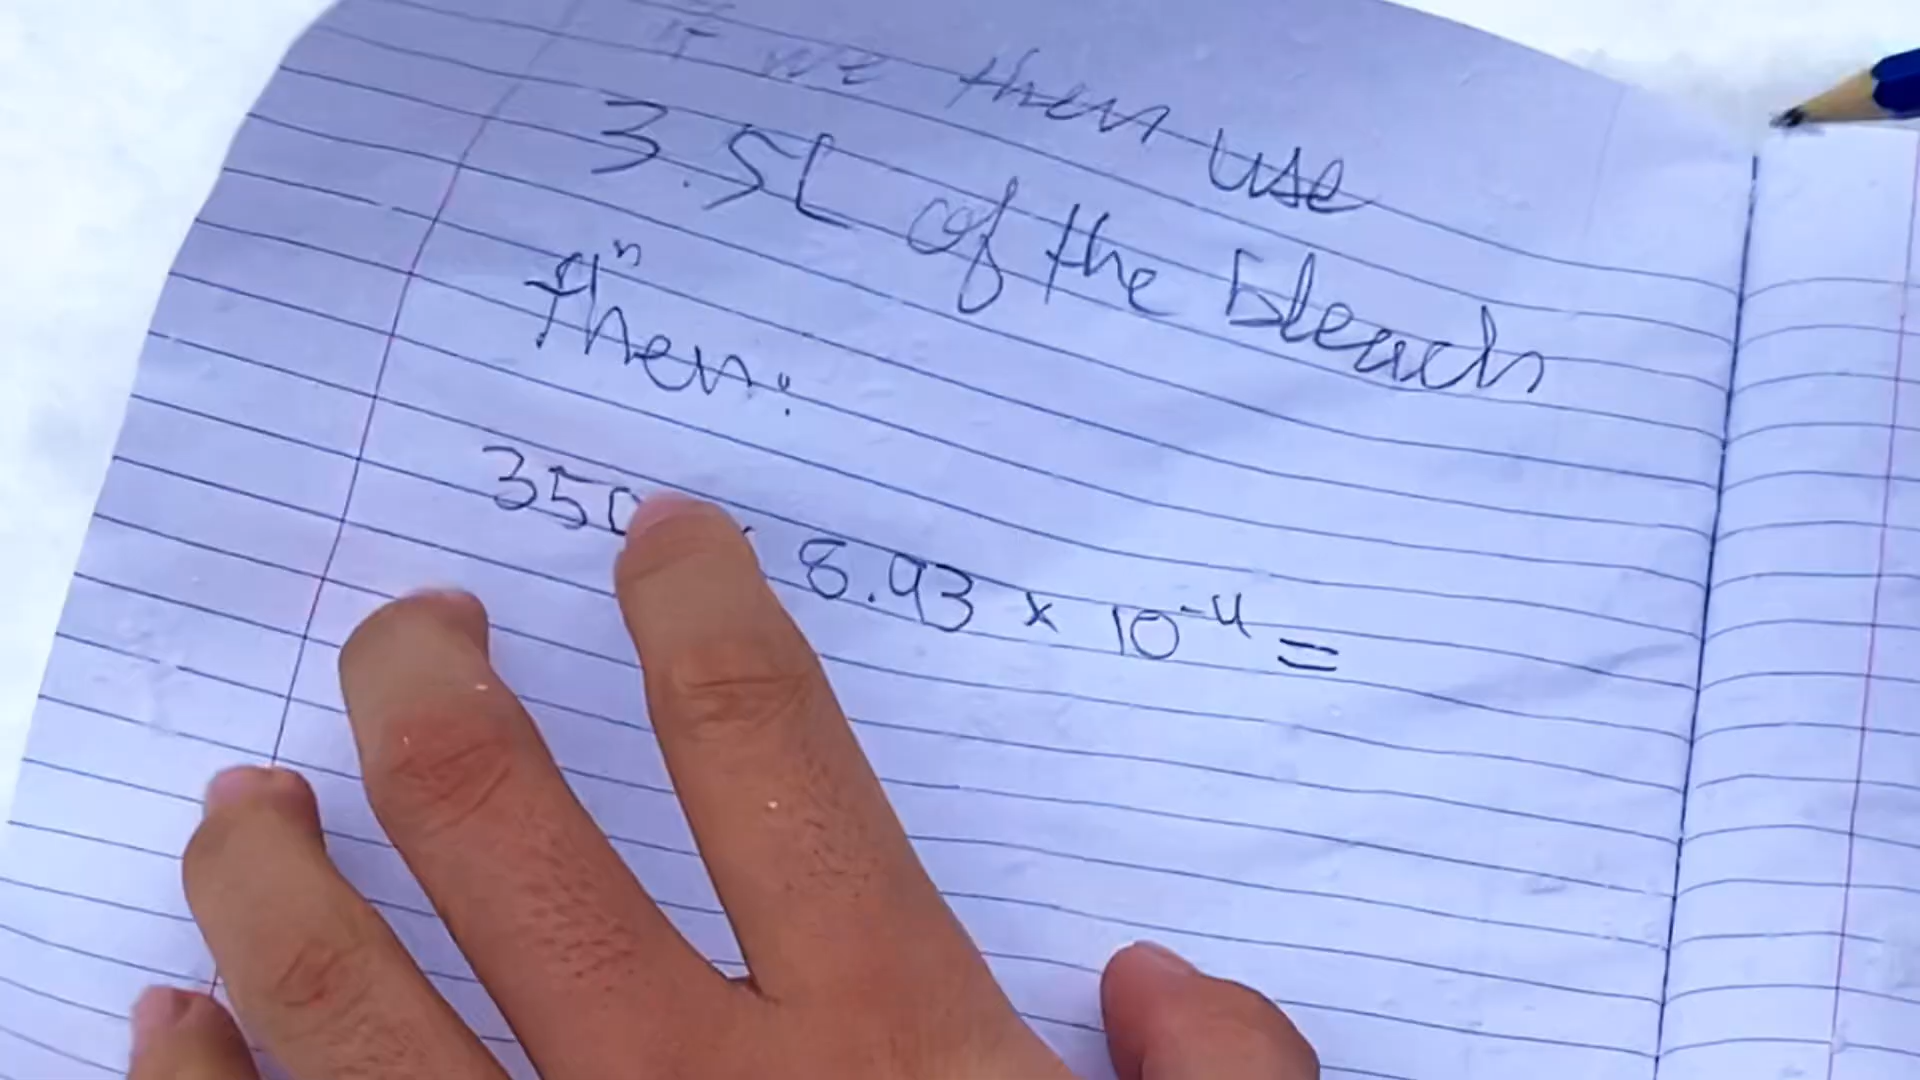 if we then use
3.5L of the bleach
then:
350 × 8.93 × 10⁻⁴ =